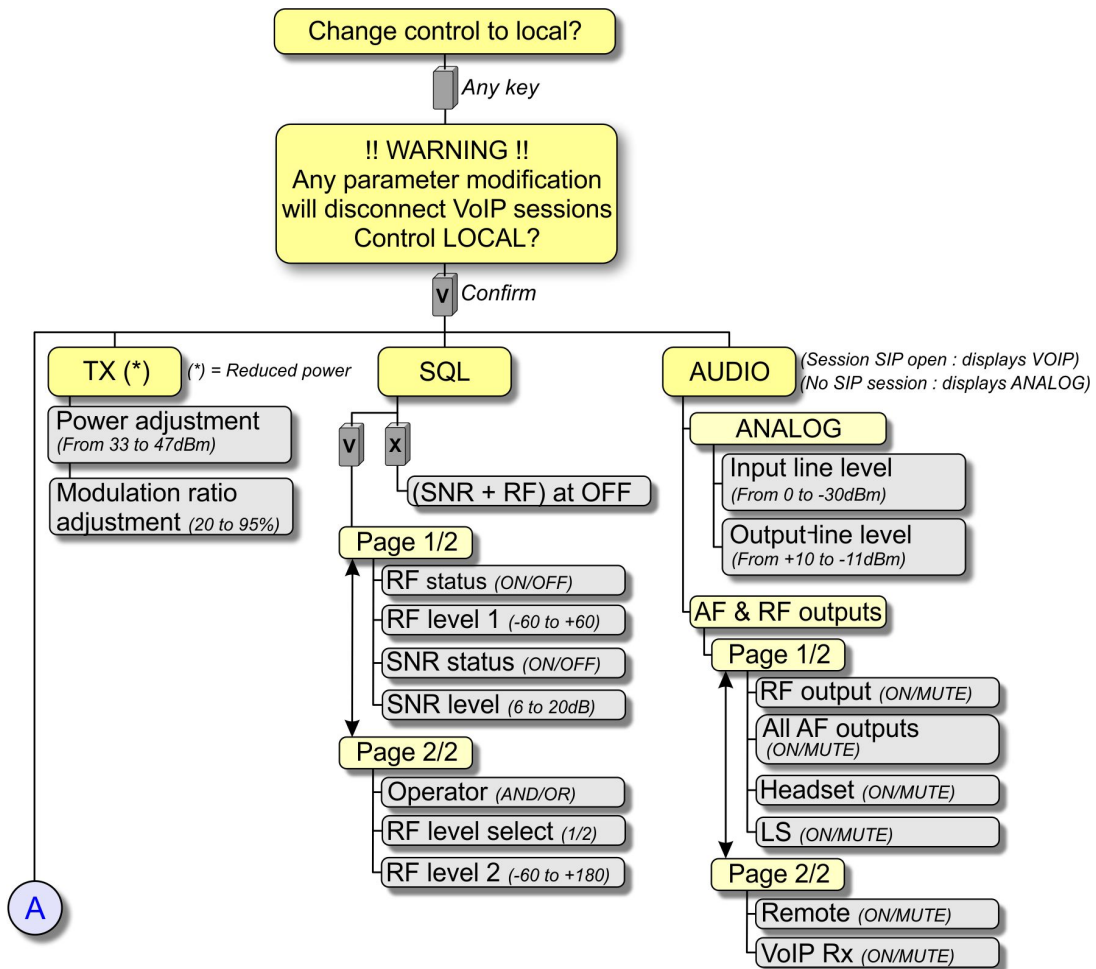 Change control to local?
Any key
!! WARNING !!
Any parameter modification
will disconnect VoIP sessions
Control LOCAL?
V
Confirm
TX (*)
(*) = Reduced power
Power adjustment
(From 33 to 47dBm)
Modulation ratio
adjustment (20 to 95%)
SQL
V
X
(SNR + RF) at OFF
Page 1/2
RF status (ON/OFF)
RF level 1 (-60 to +60)
SNR status (ON/OFF)
SNR level (6 to 20dB)
Page 2/2
Operator (AND/OR)
RF level select (1/2)
RF level 2 (-60 to +180)
AUDIO
(Session SIP open : displays VOIP)
(No SIP session : displays ANALOG)
ANALOG
Input line level
(From 0 to -30dBm)
Output line level
(From +10 to -11dBm)
AF & RF outputs
Page 1/2
RF output (ON/MUTE)
All AF outputs
(ON/MUTE)
Headset (ON/MUTE)
LS (ON/MUTE)
Page 2/2
Remote (ON/MUTE)
VoIP Rx (ON/MUTE)
A